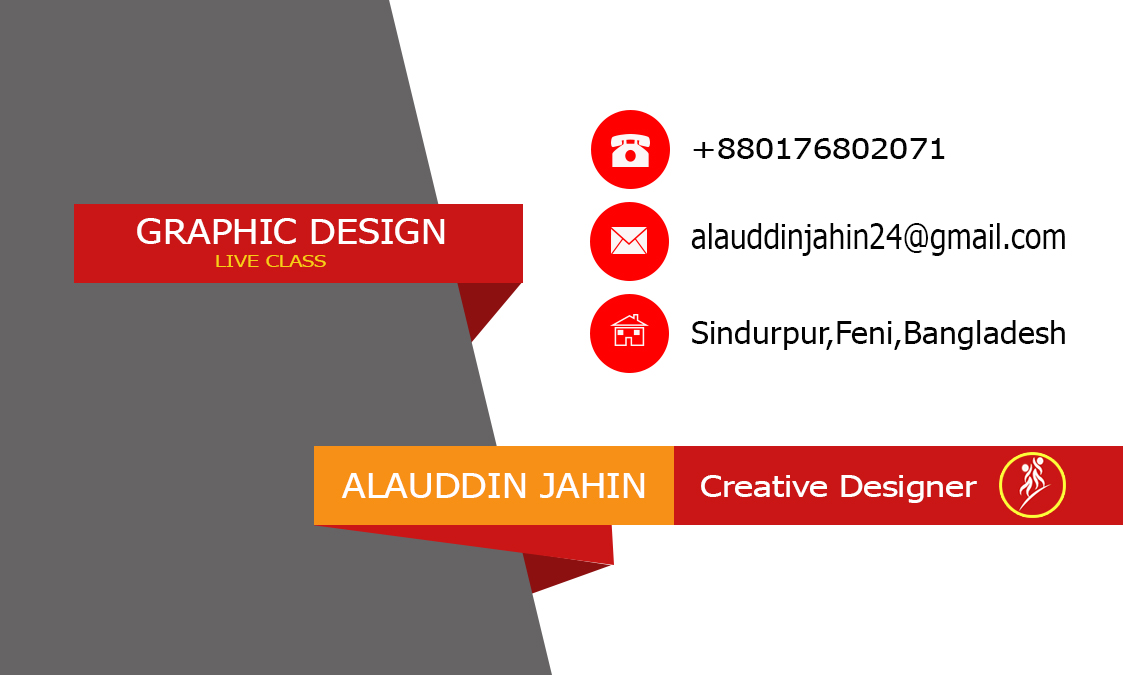 GRAPHIC DESIGN
LIVE CLASS
+880176802071
alauddinjahin24@gmail.com
Sindurpur,Feni,Bangladesh
ALAUDDIN JAHIN
Creative Designer